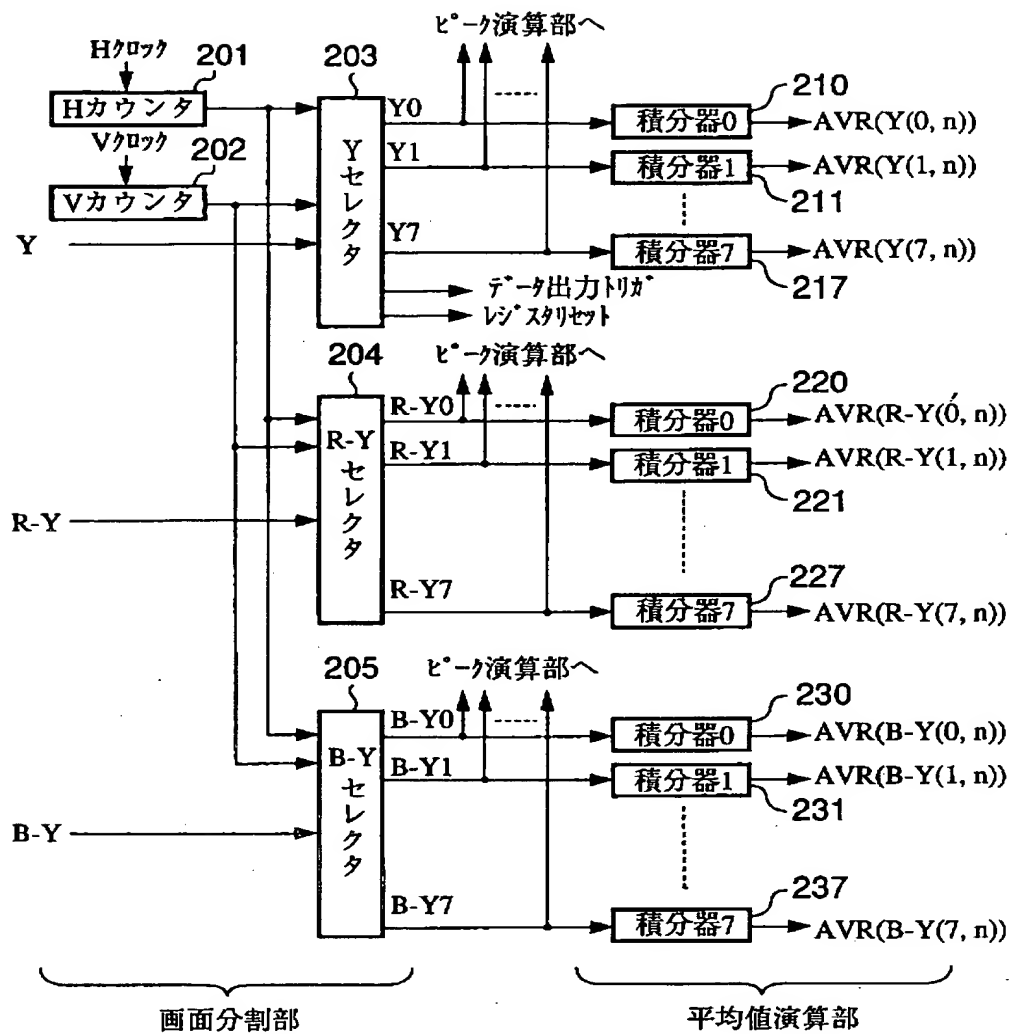 ピーク演算部へ
Hクロック
201
203
210
Hカウンタ
Y0
積分器0
AVR(Y(0, n))
Vクロック
202
Y1
積分器1
AVR(Y(1, n))
211
Vカウンタ
Yセレクタ
Y
Y7
積分器7
AVR(Y(7, n))
217
データ出力トリガ
レジスタリセット
ピーク演算部へ
204
220
R-Y0
積分器0
AVR(R-Y(0, n))
R-Y1
積分器1
AVR(R-Y(1, n))
221
R-Yセレクタ
R-Y
227
R-Y7
積分器7
AVR(R-Y(7, n))
ピーク演算部へ
205
230
B-Y0
積分器0
AVR(B-Y(0, n))
B-Y1
積分器1
AVR(B-Y(1, n))
231
B-Yセレクタ
B-Y
237
B-Y7
積分器7
AVR(B-Y(7, n))
画面分割部
平均値演算部